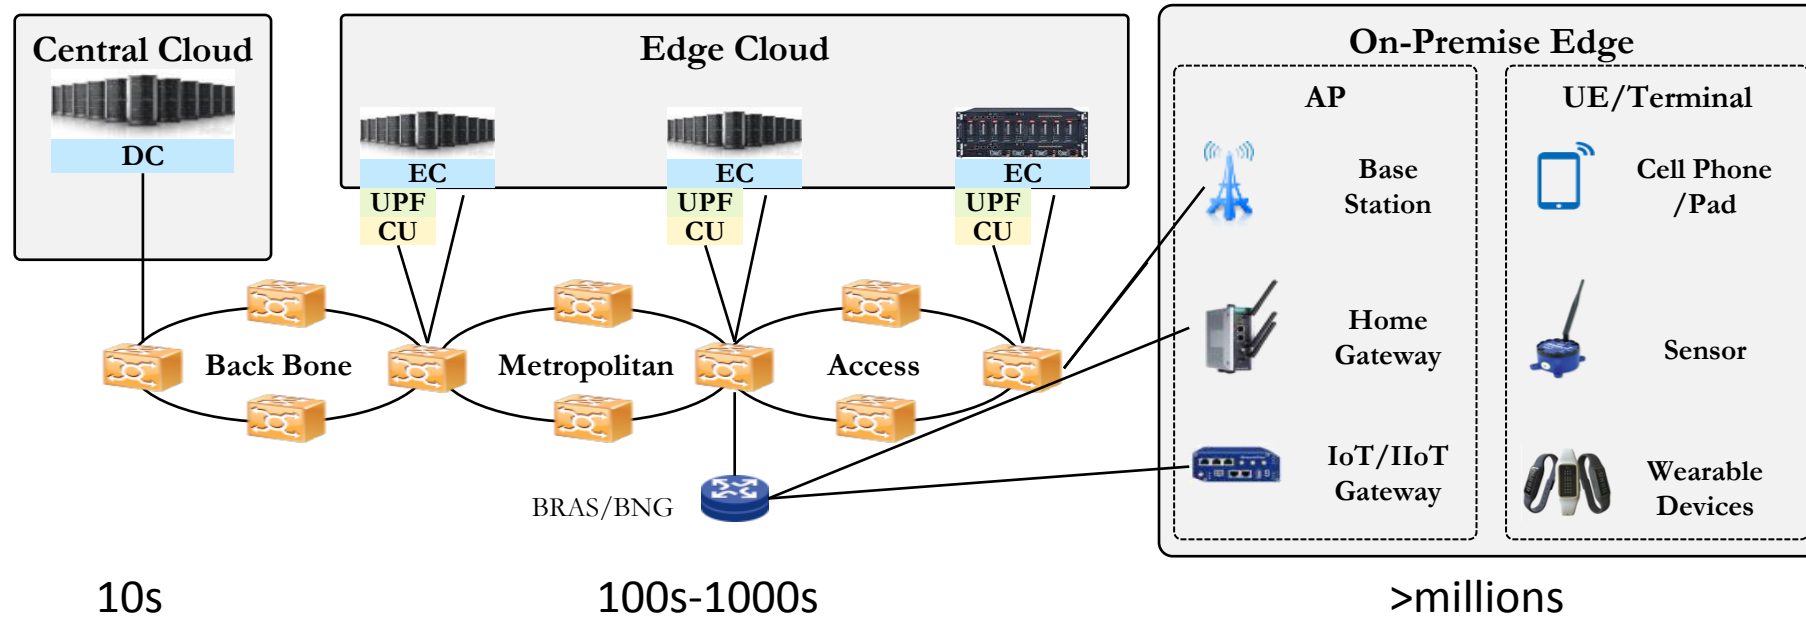 Central Cloud
DC
Edge Cloud
EC
UPF
CU
EC
UPF
CU
EC
UPF
CU
On-Premise Edge
AP
Base
Station
Home
Gateway
IoT/IIoT
Gateway
UE/Terminal
Cell Phone
/Pad
Sensor
Wearable
Devices
Back Bone
Metropolitan
Access
BRAS/BNG
10s
100s-1000s
>millions